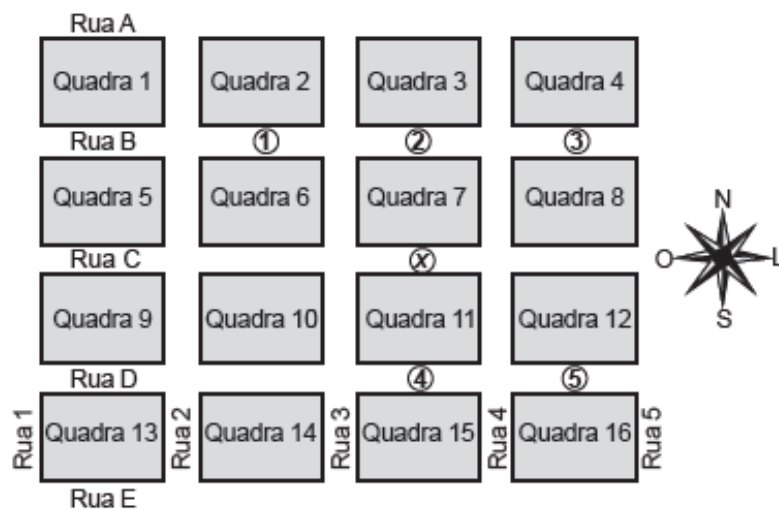 Rua A
Quadra 1 Quadra 2 Quadra 3 Quadra 4
Rua B 1 2 3
Quadra 5 Quadra 6 Quadra 7 Quadra 8
N
Rua C x O L
S
Quadra 9 Quadra 10 Quadra 11 Quadra 12
Rua D 4 5
Rua 1 Quadra 13 Rua 2 Quadra 14 Rua 3 Quadra 15 Rua 4 Quadra 16 Rua 5
Rua E